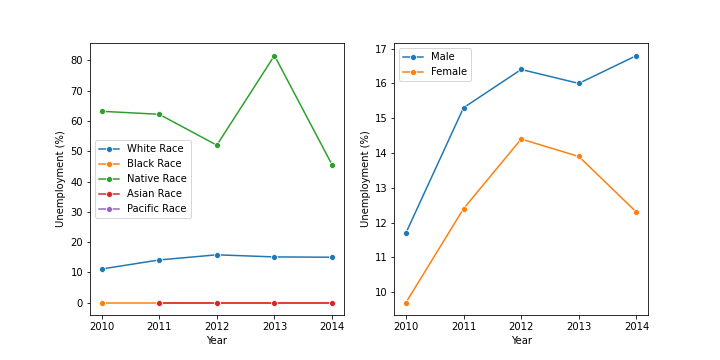 80
70
60
50
40
30
20
10
0
Unemployment (%)
White Race
Black Race
Native Race
Asian Race
Pacific Race
2010 2011 2012 2013 2014
Year
17
16
15
14
13
12
11
10
Unemployment (%)
Male
Female
2010 2011 2012 2013 2014
Year